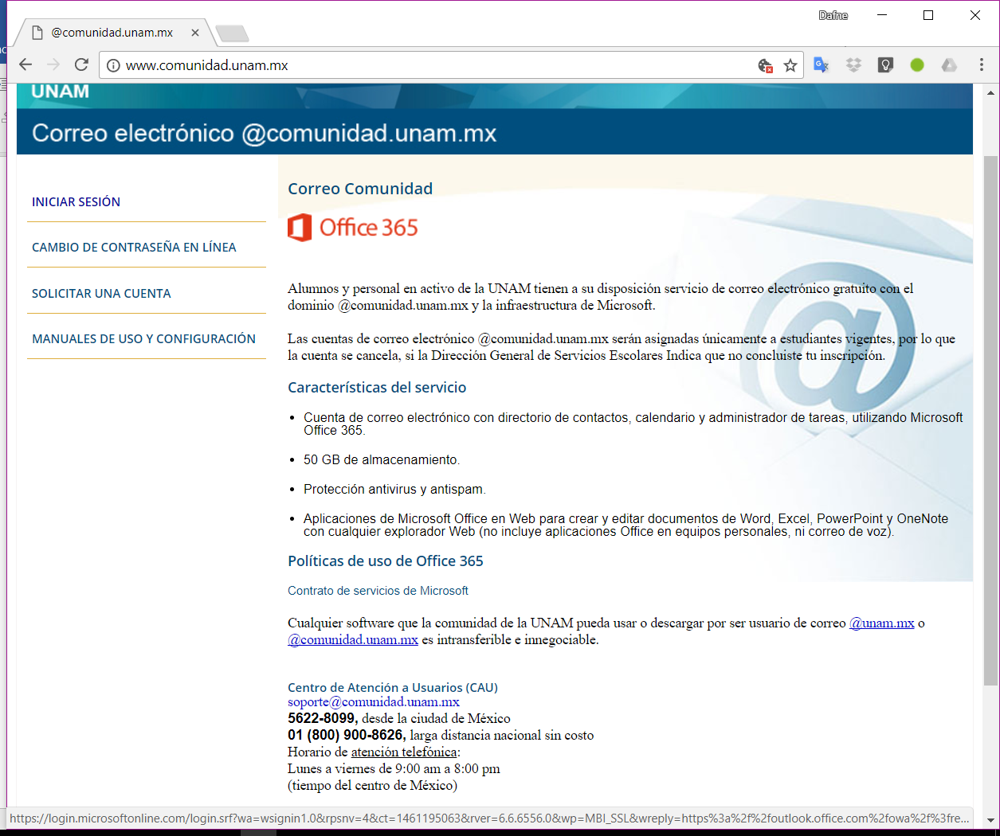 Dafne
@comunidad.unam.mx
www.comunidad.unam.mx
UNAM
Correo electrónico @comunidad.unam.mx
INICIAR SESIÓN
CAMBIO DE CONTRASEÑA EN LÍNEA
SOLICITAR UNA CUENTA
MANUALES DE USO Y CONFIGURACIÓN
Correo Comunidad
Office 365
Alumnos y personal en activo de la UNAM tienen a su disposición servicio de correo electrónico gratuito con el
dominio @comunidad.unam.mx y la infraestructura de Microsoft.
Las cuentas de correo electrónico @comunidad.unam.mx serán asignadas únicamente a estudiantes vigentes, por lo que
la cuenta se cancela, si la Dirección General de Servicios Escolares Indica que no concluiste tu inscripción.
Características del servicio
• Cuenta de correo electrónico con directorio de contactos, calendario y administrador de tareas, utilizando Microsoft
Office 365.
• 50 GB de almacenamiento.
• Protección antivirus y antispam.
• Aplicaciones de Microsoft Office en Web para crear y editar documentos de Word, Excel, PowerPoint y OneNote
con cualquier explorador Web (no incluye aplicaciones Office en equipos personales, ni correo de voz).
Políticas de uso de Office 365
Contrato de servicios de Microsoft
Cualquier software que la comunidad de la UNAM pueda usar o descargar por ser usuario de correo @unam.mx o
@comunidad.unam.mx es intransferible e innegociable.
Centro de Atención a Usuarios (CAU)
soporte@comunidad.unam.mx
5622-8099, desde la ciudad de México
01 (800) 900-8626, larga distancia nacional sin costo
Horario de atención telefónica:
Lunes a viernes de 9:00 am a 8:00 pm
(tiempo del centro de México)
https://login.microsoftonline.com/login.srf?wa=wsignin1.0&rpsnv=4&ct=1461195063&rver=6.6.6556.0&wp=MBI_SSL&wreply=https%3a%2f%2foutlook.office.com%2fowa%2f%3fre...